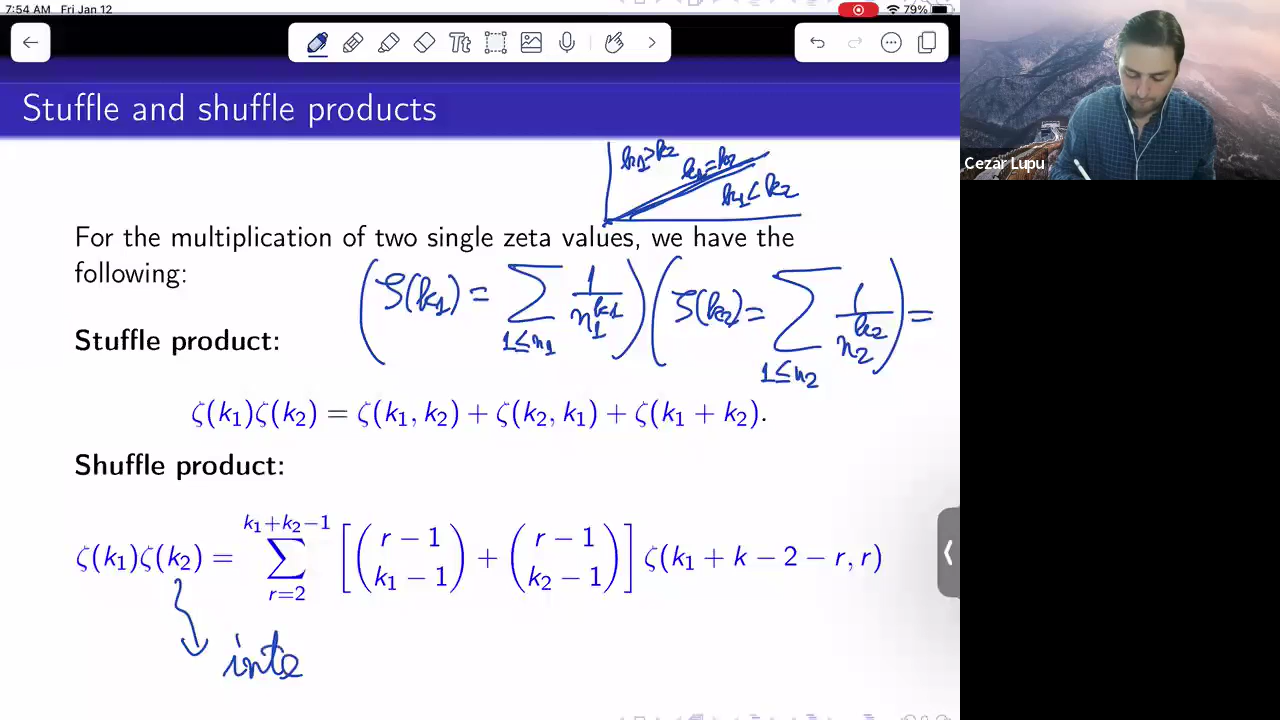 7:54 AM Fri Jan 12
79%
Tt
Stuffle and shuffle products
k1>k2
k1=k2
k1<k2
For the multiplication of two single zeta values, we have the
following:
(ζ(k₁) = ∑_{1≤n₁} 1/n₁^{k₁}) (ζ(k₂) = ∑_{1≤n₂} 1/n₂^{k₂}) =
Stuffle product:
ζ(k₁)ζ(k₂) = ζ(k₁, k₂) + ζ(k₂, k₁) + ζ(k₁ + k₂).
Shuffle product:
ζ(k₁)ζ(k₂) = ∑_{r=2}^{k₁+k₂−1} [ (r − 1 / k₁ − 1) + (r − 1 / k₂ − 1) ] ζ(k₁ + k − 2 − r, r)
inte
Cezar Lupu